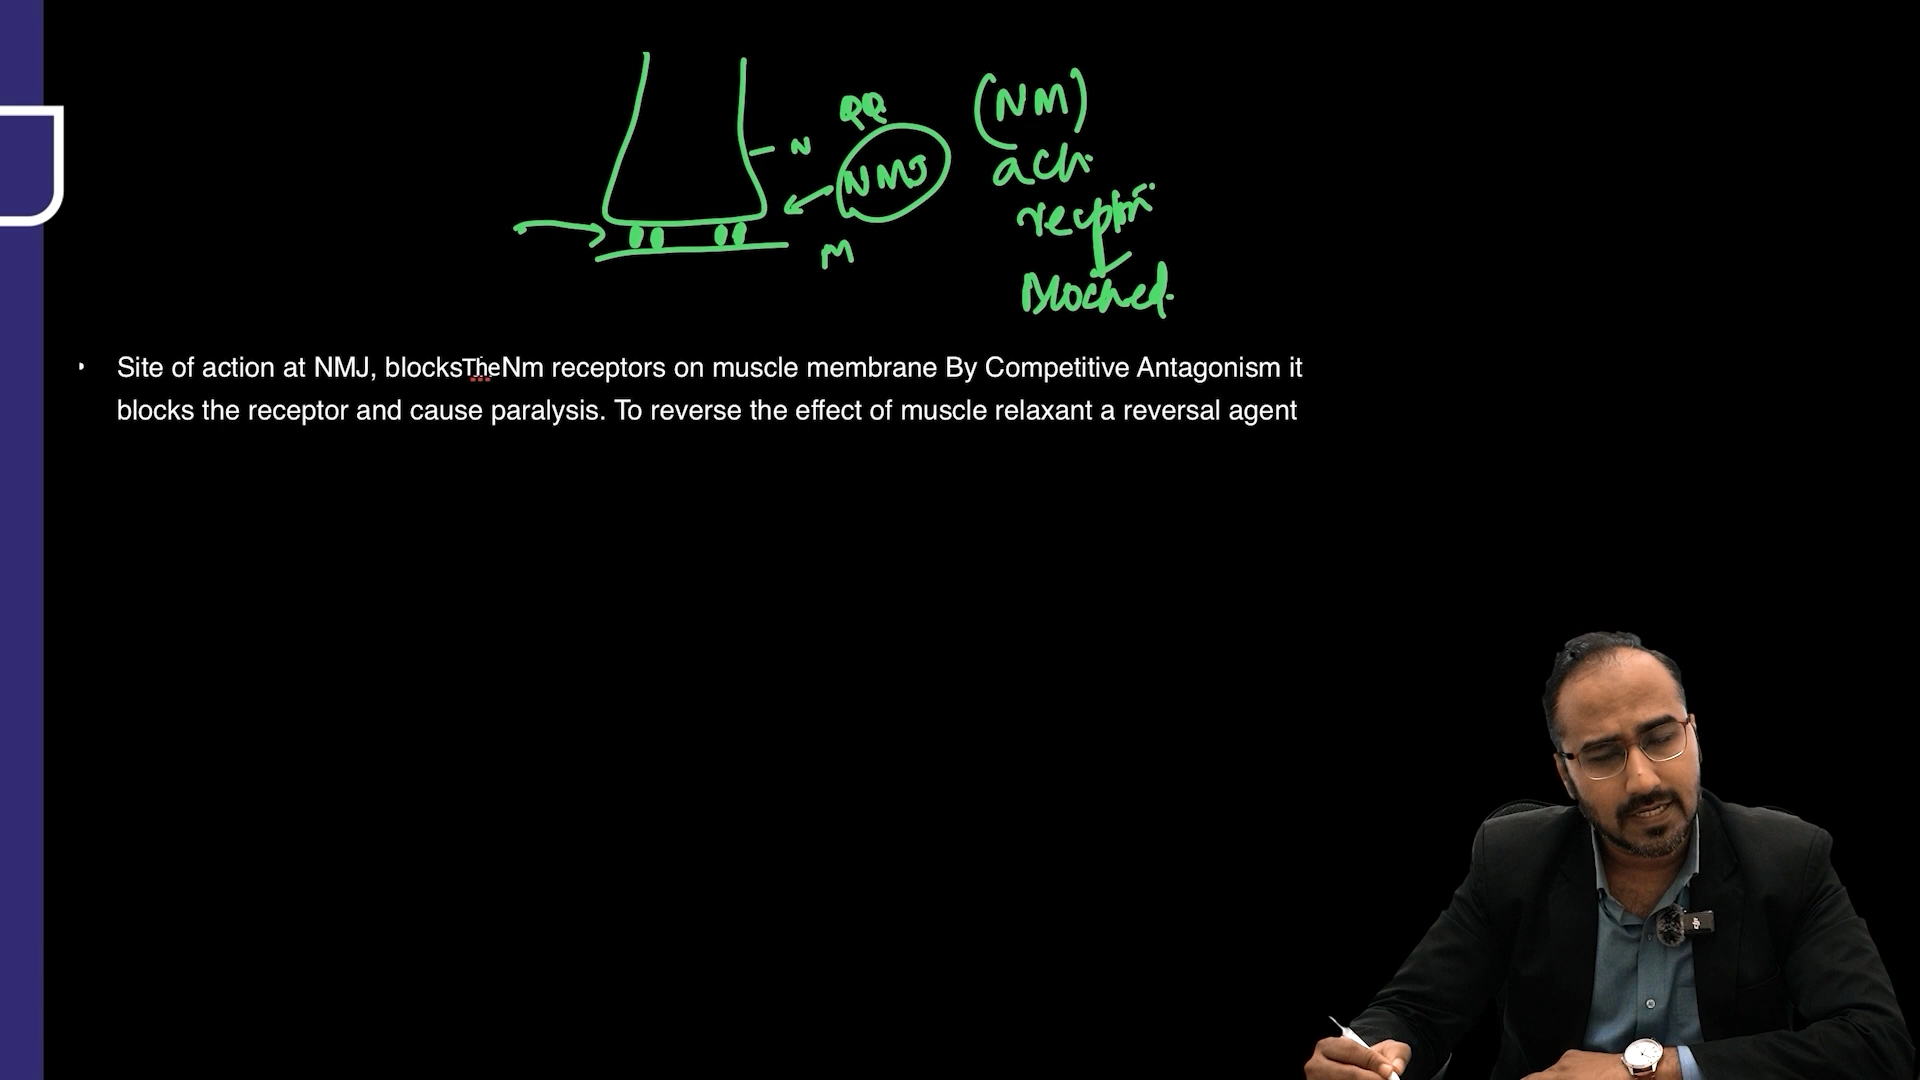 (NM)
N
NMJ
ach
receptor
M
Blocked.
Site of action at NMJ, blocksTheNm receptors on muscle membrane By Competitive Antagonism it
blocks the receptor and cause paralysis. To reverse the effect of muscle relaxant a reversal agent